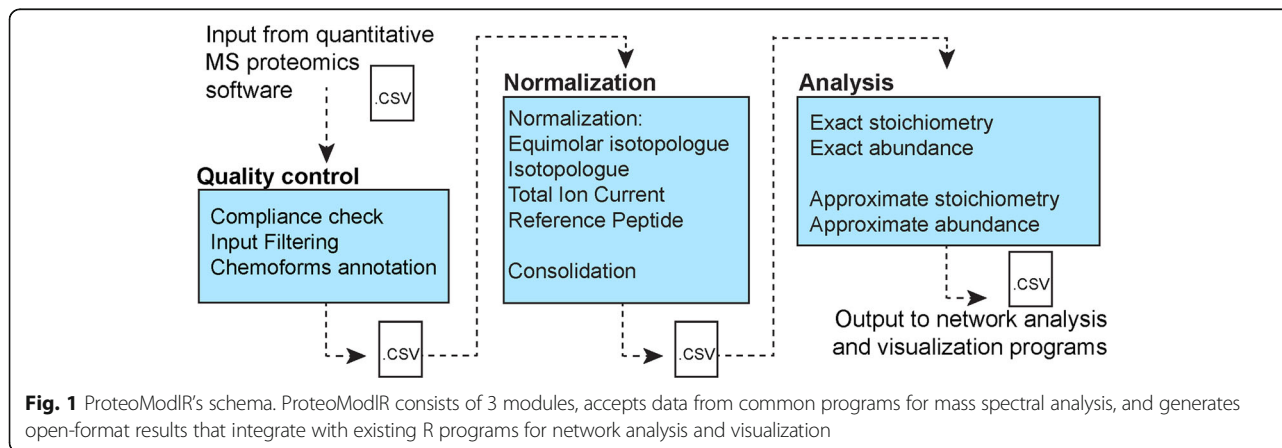 Input from quantitative
MS proteomics
software
.CSV
Quality control
Compliance check
Input Filtering
Chemoforms annotation
.CSV
Normalization
Normalization:
Equimolar isotopologue
Isotopologue
Total Ion Current
Reference Peptide
Consolidation
.CSV
Analysis
Exact stoichiometry
Exact abundance
Approximate stoichiometry
Approximate abundance
.CSV
Output to network analysis
and visualization programs
Fig. 1 ProteoModlR's schema. ProteoModlR consists of 3 modules, accepts data from common programs for mass spectral analysis, and generates
open-format results that integrate with existing R programs for network analysis and visualization